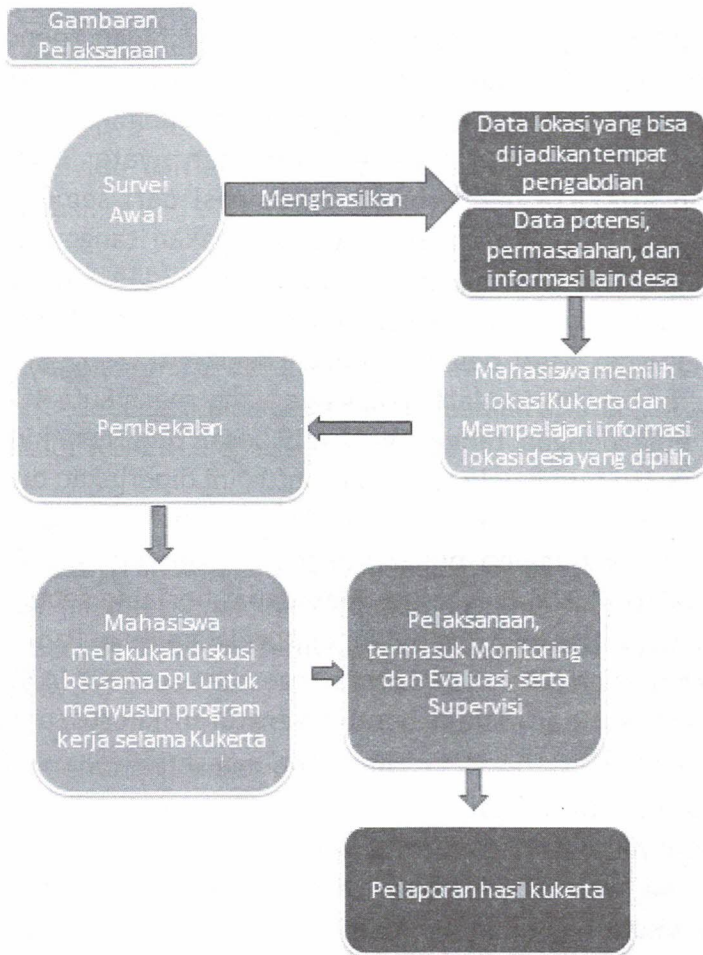 Gambaran
Pelaksanaan
Survei
Awal
Menghasilkan
Data lokasi yang bisa
dijadikan tempat
pengabdian
Data potensi,
permasalahan, dan
informasi lain desa
Mahasiswa memilih
lokasi Kukerta dan
Mempelajari informasi
lokasi desa yang dipilih
Pembekalan
Mahasiswa
melakukan diskusi
bersama DPL untuk
menyusun program
kerja selama Kukerta
Pelaksanaan,
termasuk Monitoring
dan Evaluasi, serta
Supervisi
Pelaporan hasil kukerta